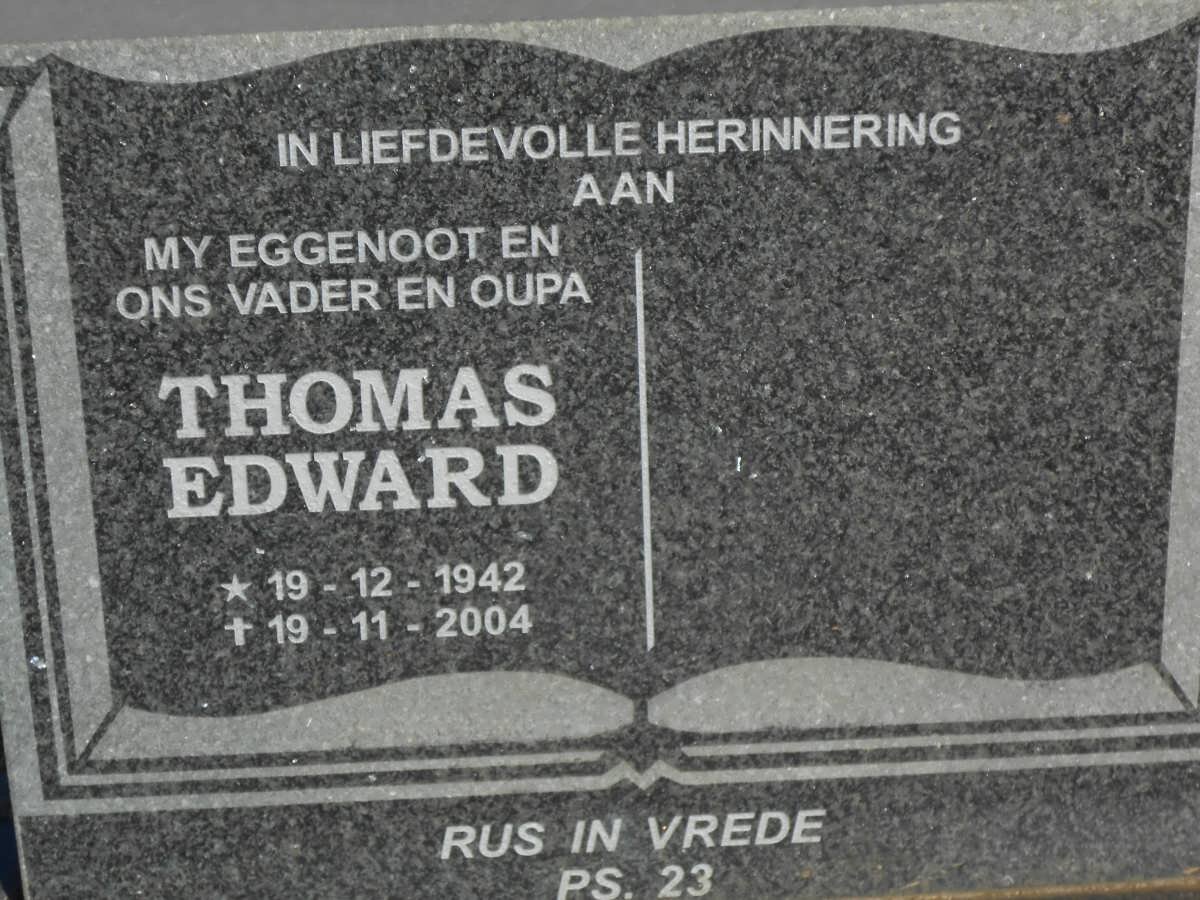 IN LIEFDEVOLLE HERINNERING
AAN
MY EGGENOOT EN
ONS VADER EN OUPA
THOMAS
EDWARD
★ 19 - 12 - 1942
✝ 19 - 11 - 2004
RUS IN VREDE
PS. 23